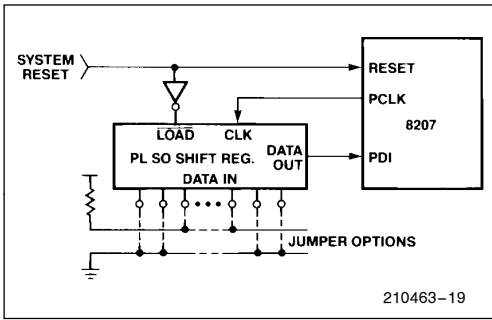 SYSTEM
RESET
RESET
PCLK
8207
PDI
LOAD CLK
PL SO SHIFT REG.
DATA
OUT
DATA IN
JUMPER OPTIONS
210463–19